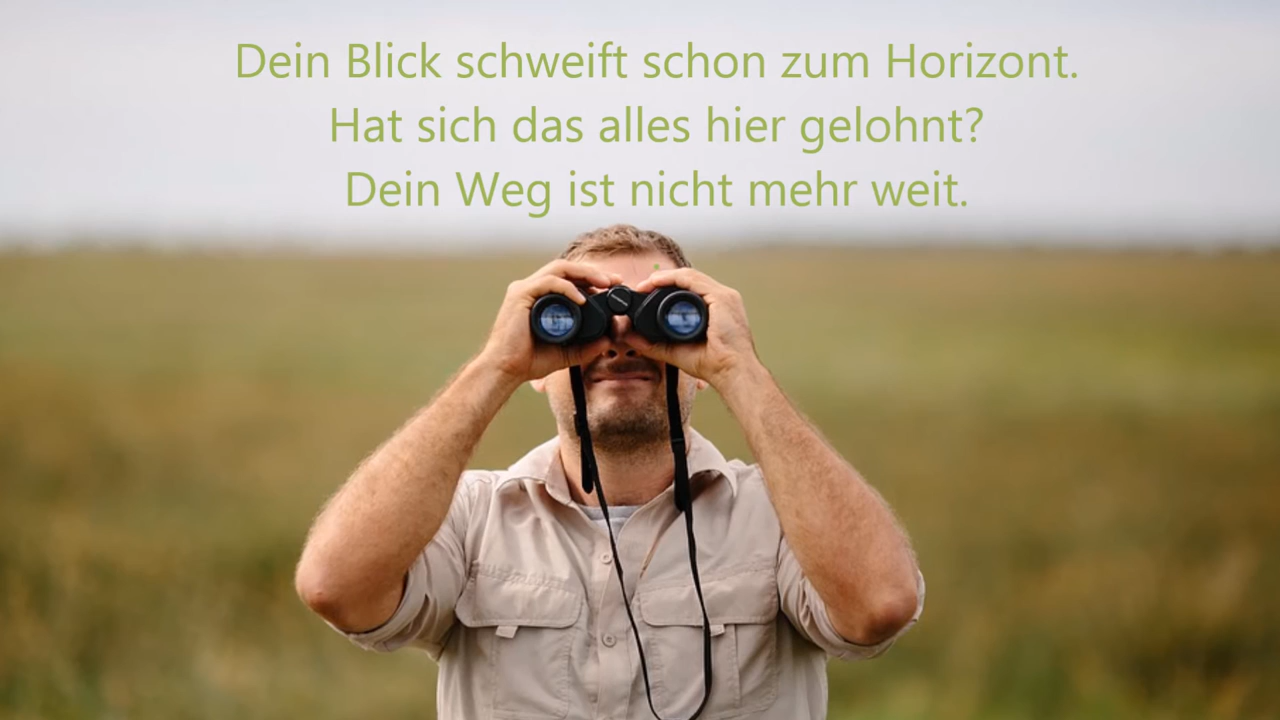 Dein Blick schweift schon zum Horizont.
Hat sich das alles hier gelohnt?
Dein Weg ist nicht mehr weit.